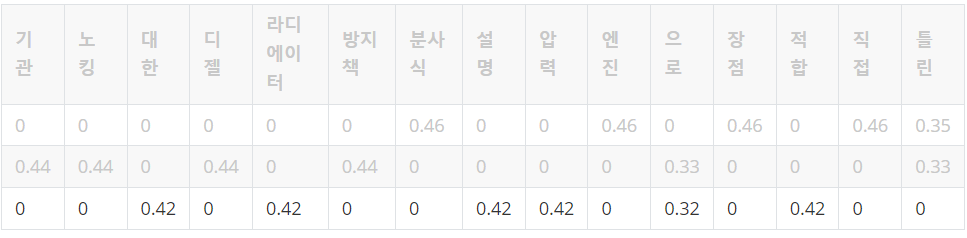 기관 노킹 대한 디젤 라디에이터 방지책 분사식 설명 압력 엔진 으로 장점 적합 직접 틀린
0 0 0 0 0 0 0.46 0 0 0.46 0 0.46 0 0.46 0.35
0.44 0.44 0 0.44 0 0.44 0 0 0 0 0.33 0 0 0 0.33
0 0 0.42 0 0.42 0 0 0.42 0.42 0 0.32 0 0.42 0 0